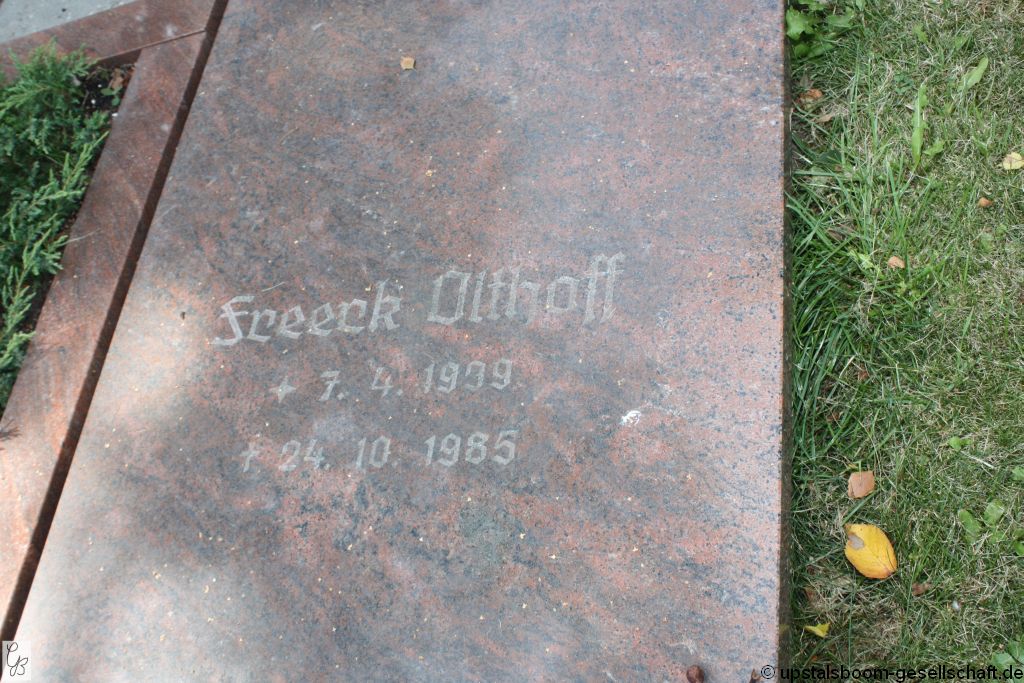 Freerk Olthoff
* 7. 4. 1939
† 24. 10. 1985
© upstalsboom-gesellschaft.de